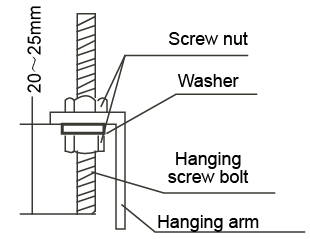 20～25mm
Screw nut
Washer
Hanging
screw bolt
Hanging arm